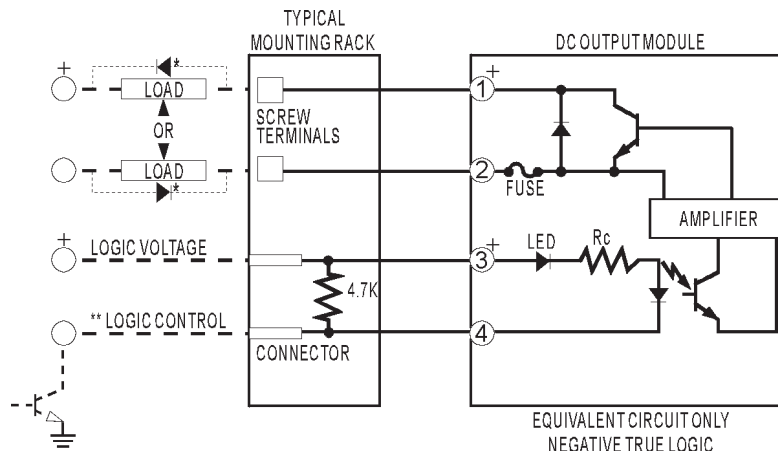 TYPICAL
MOUNTING RACK
DC OUTPUT MODULE
+
*
LOAD
OR
LOAD
*
SCREW
TERMINALS
1
+
2
FUSE
AMPLIFIER
+
LOGIC VOLTAGE
3
+
LED
Rc
4.7K
** LOGIC CONTROL
CONNECTOR
4
EQUIVALENT CIRCUIT ONLY
NEGATIVE TRUE LOGIC